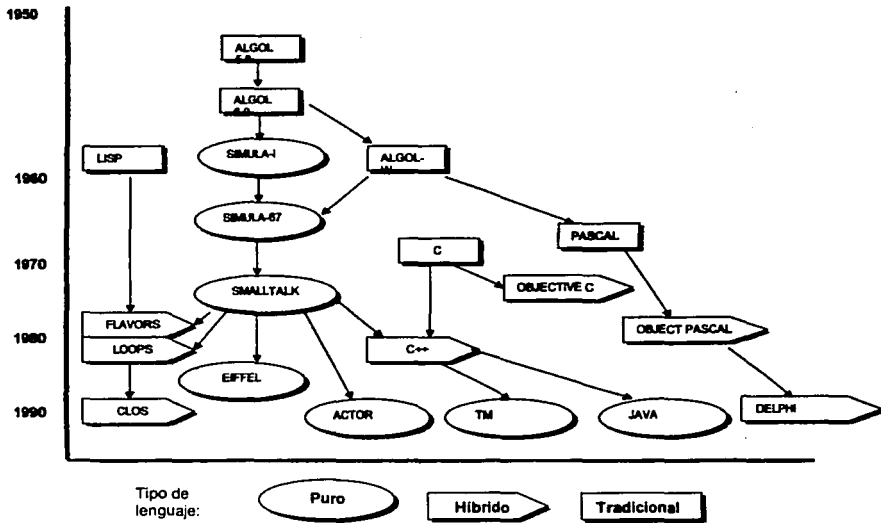 1950
ALGOL
ALGOL
LISP
SIMULA-I
ALGOL-
W
1960
SIMULA-67
PASCAL
C
1970
SMALLTALK
OBJECTIVE C
FLAVORS
OBJECT PASCAL
1980
LOOPS
C++
EIFFEL
1990
CLOS
ACTOR
TM
JAVA
DELPHI
Tipo de
lenguaje:
Puro
Híbrido
Tradicional